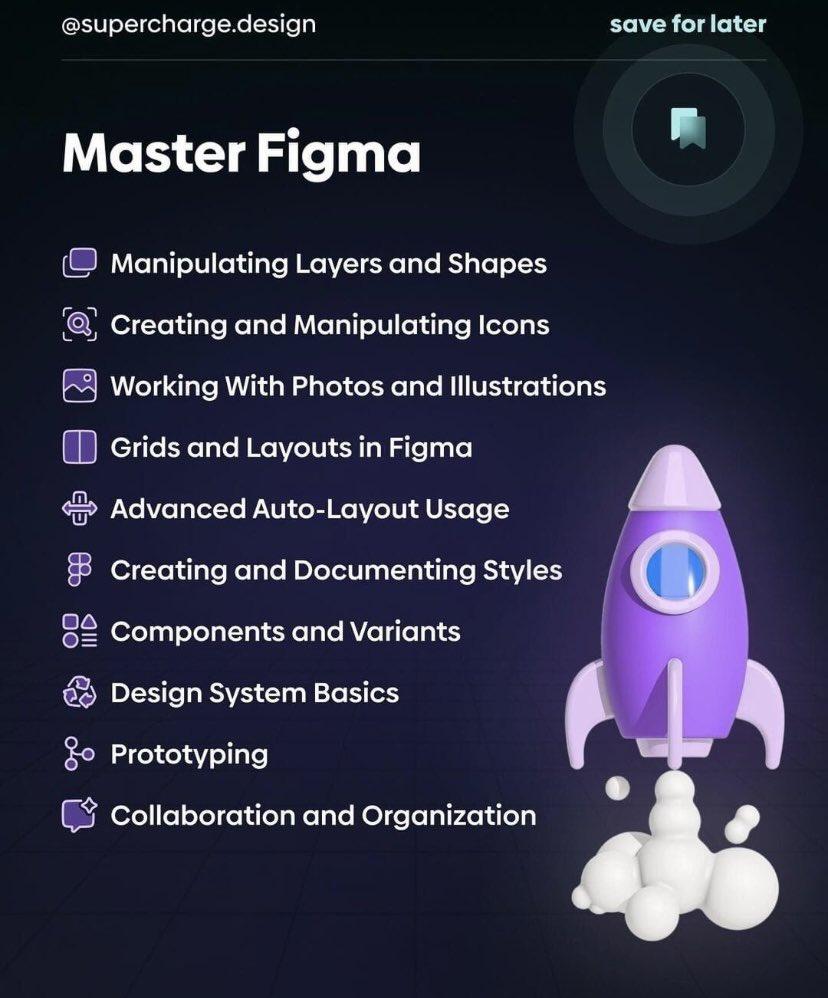 @supercharge.design
save for later
Master Figma
Manipulating Layers and Shapes
Creating and Manipulating Icons
Working With Photos and Illustrations
Grids and Layouts in Figma
Advanced Auto-Layout Usage
Creating and Documenting Styles
Components and Variants
Design System Basics
Prototyping
Collaboration and Organization